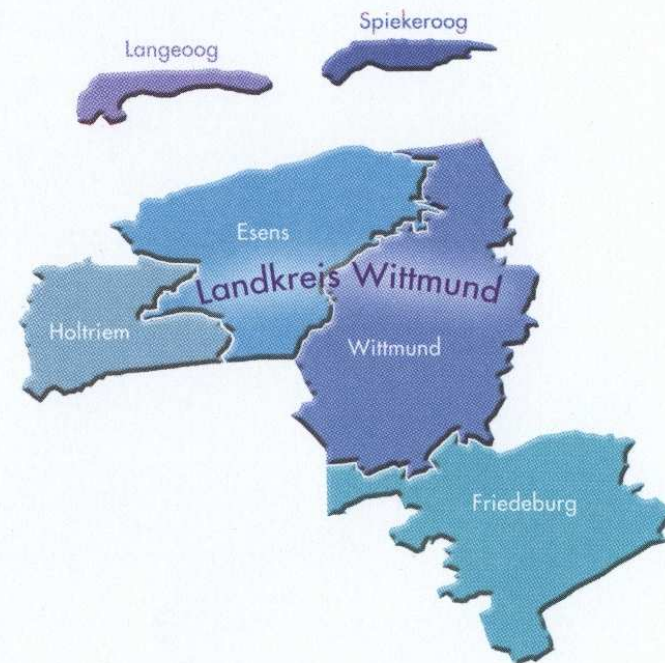 Spiekeroog
Langeoog
Esens
Landkreis Wittmund
Holtriem
Wittmund
Friedeburg